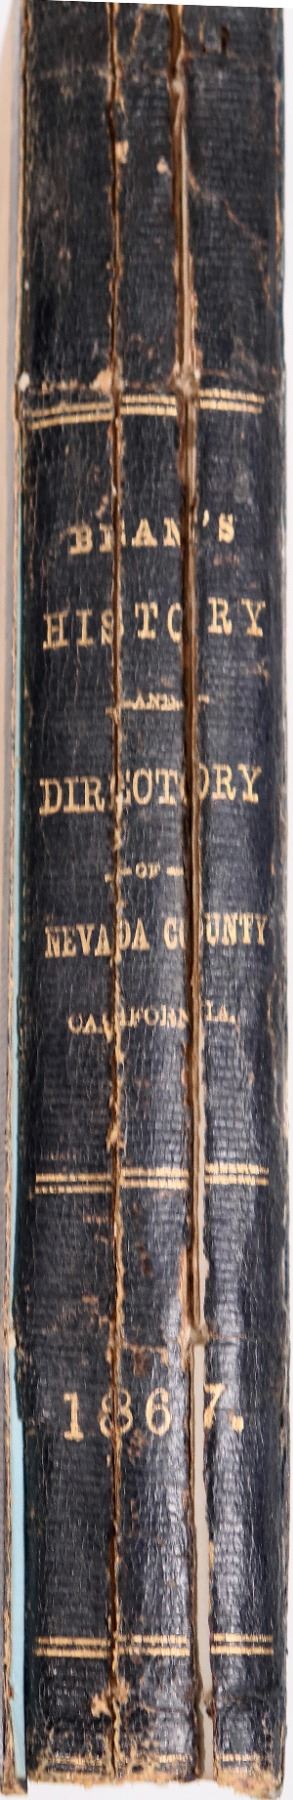 BEAN'S
HISTORY
—AND—
DIRECTORY
—OF—
NEVADA COUNTY
CALIFORNIA,
1867.